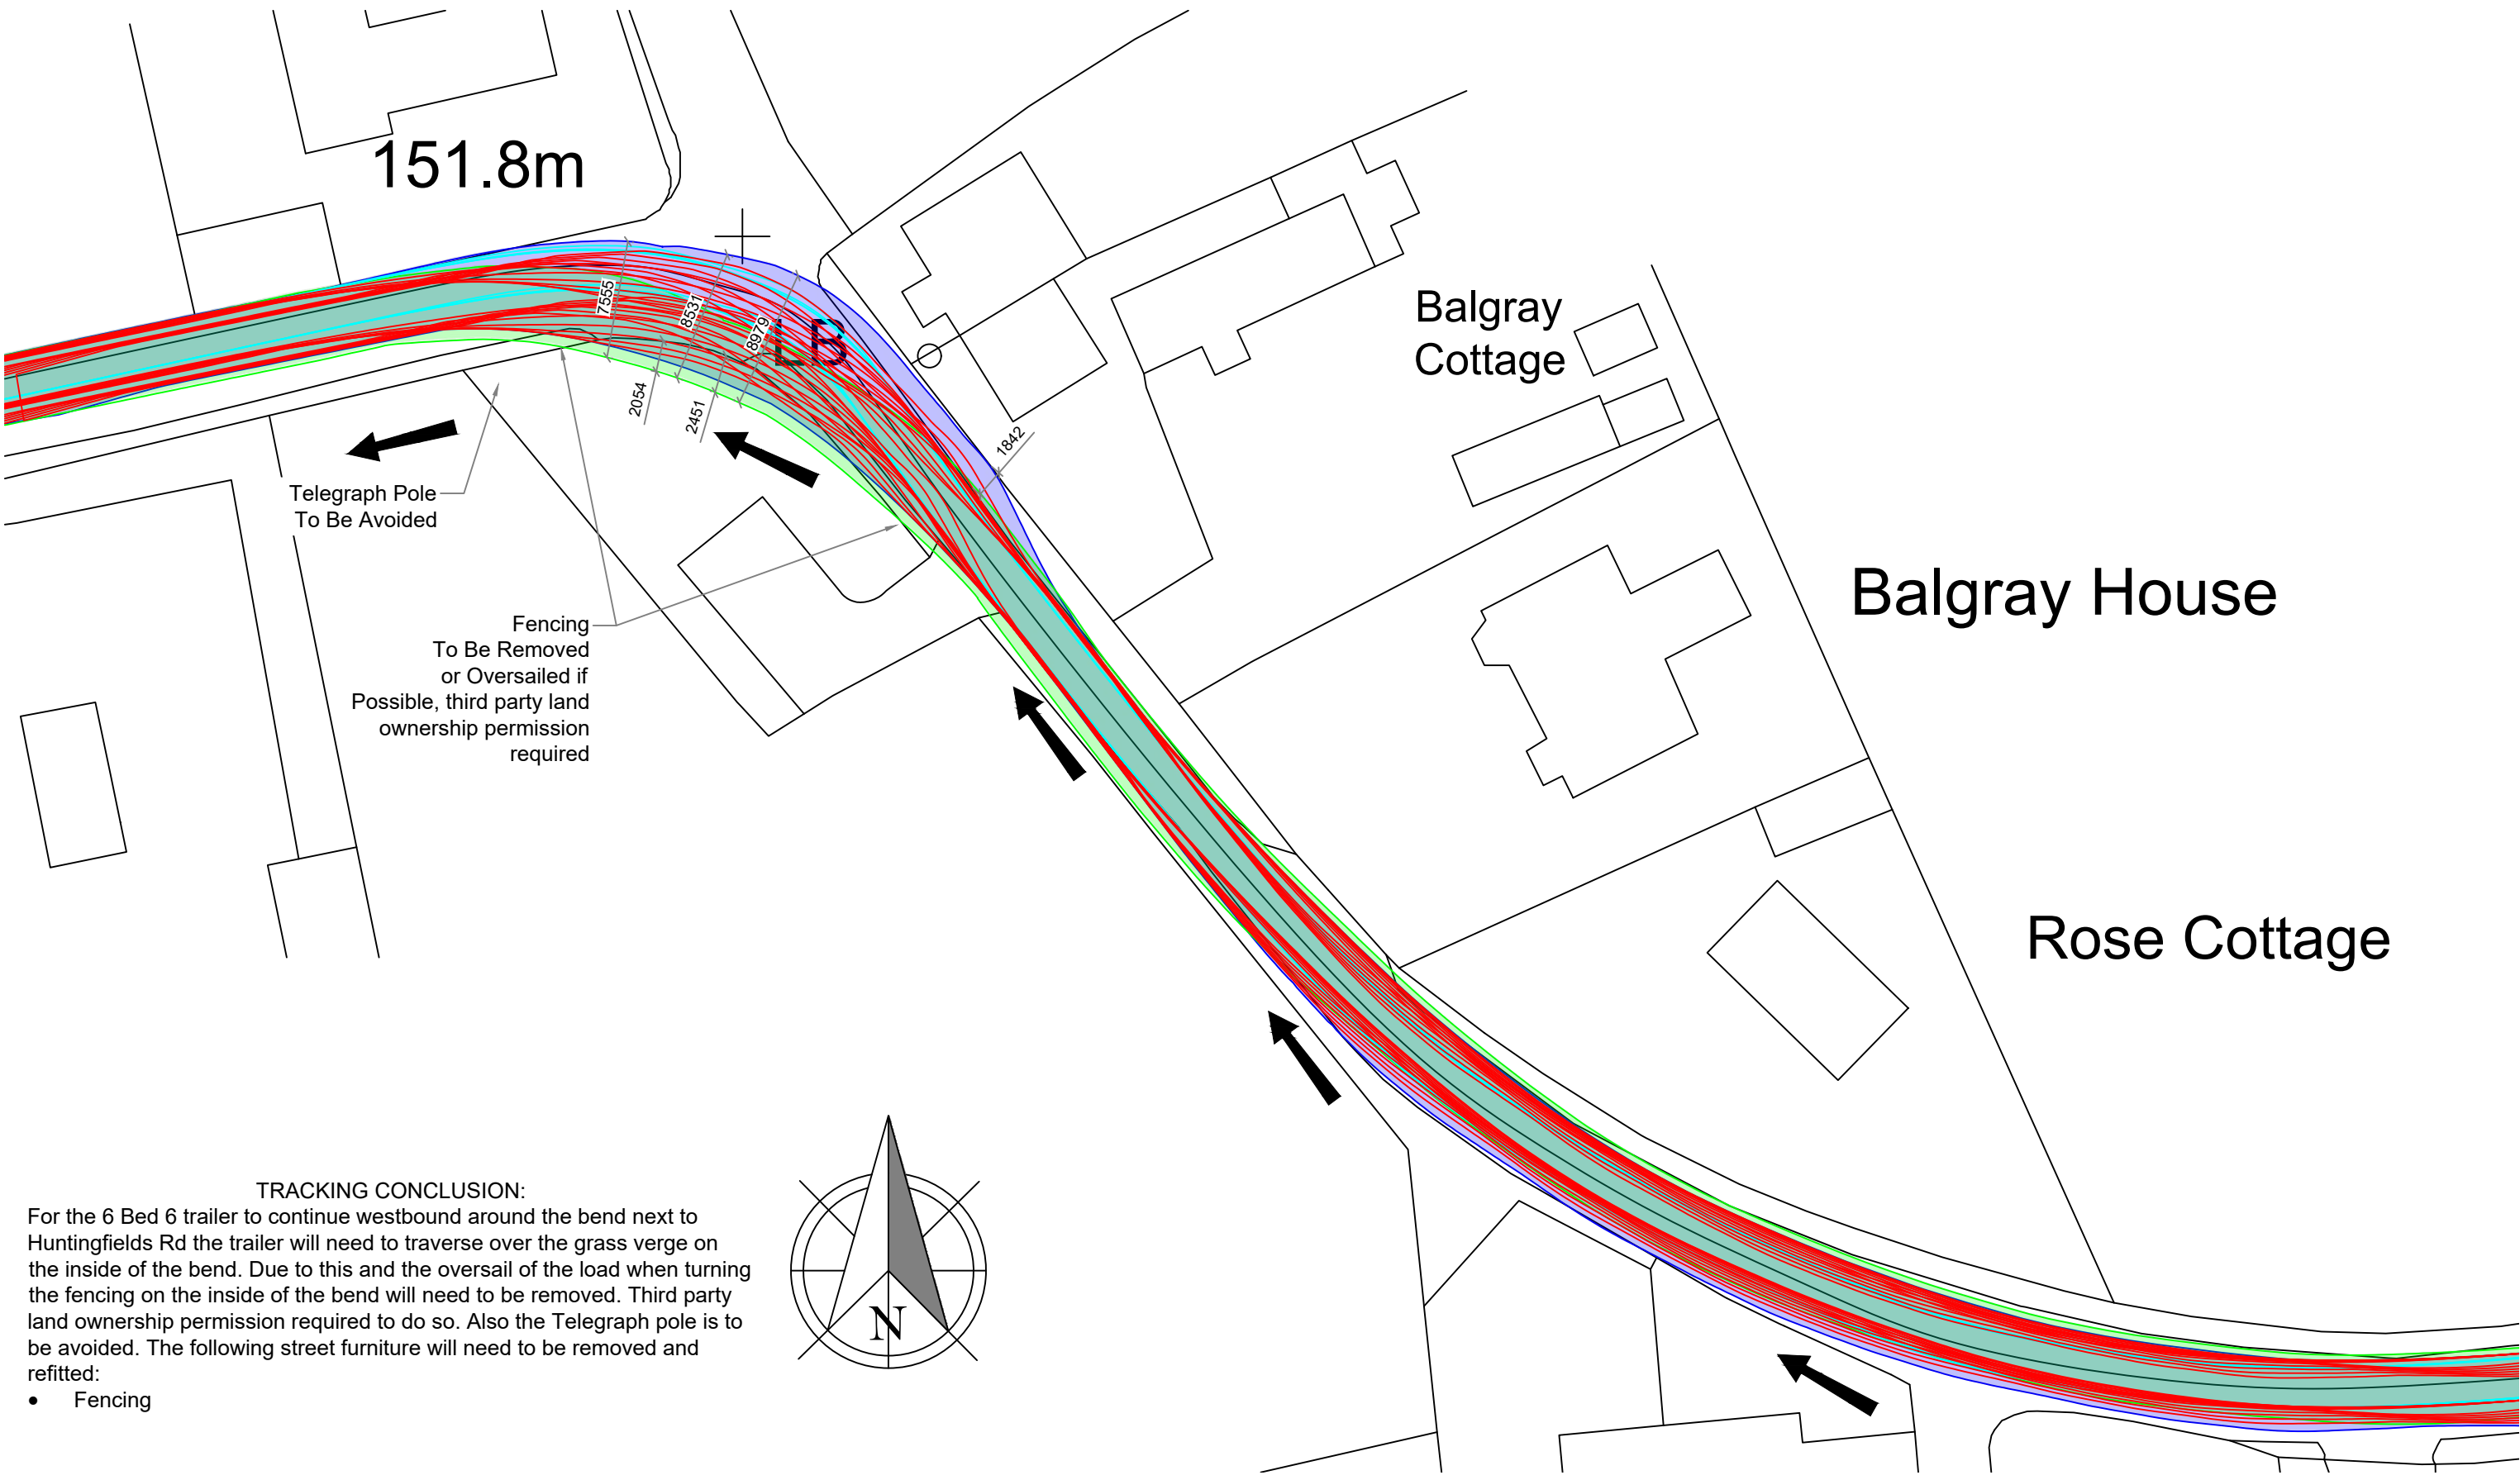 151.8m
7555
8531
8979
LB
2054
2451
1842
Balgray
Cottage
Telegraph Pole
To Be Avoided
Balgray House
Fencing
To Be Removed
or Oversailed if
Possible, third party land
ownership permission
required
Rose Cottage
TRACKING CONCLUSION:
For the 6 Bed 6 trailer to continue westbound around the bend next to
Huntingfields Rd the trailer will need to traverse over the grass verge on
the inside of the bend. Due to this and the oversail of the load when turning
the fencing on the inside of the bend will need to be removed. Third party
land ownership permission required to do so. Also the Telegraph pole is to
be avoided. The following street furniture will need to be removed and
refitted:
• Fencing
N